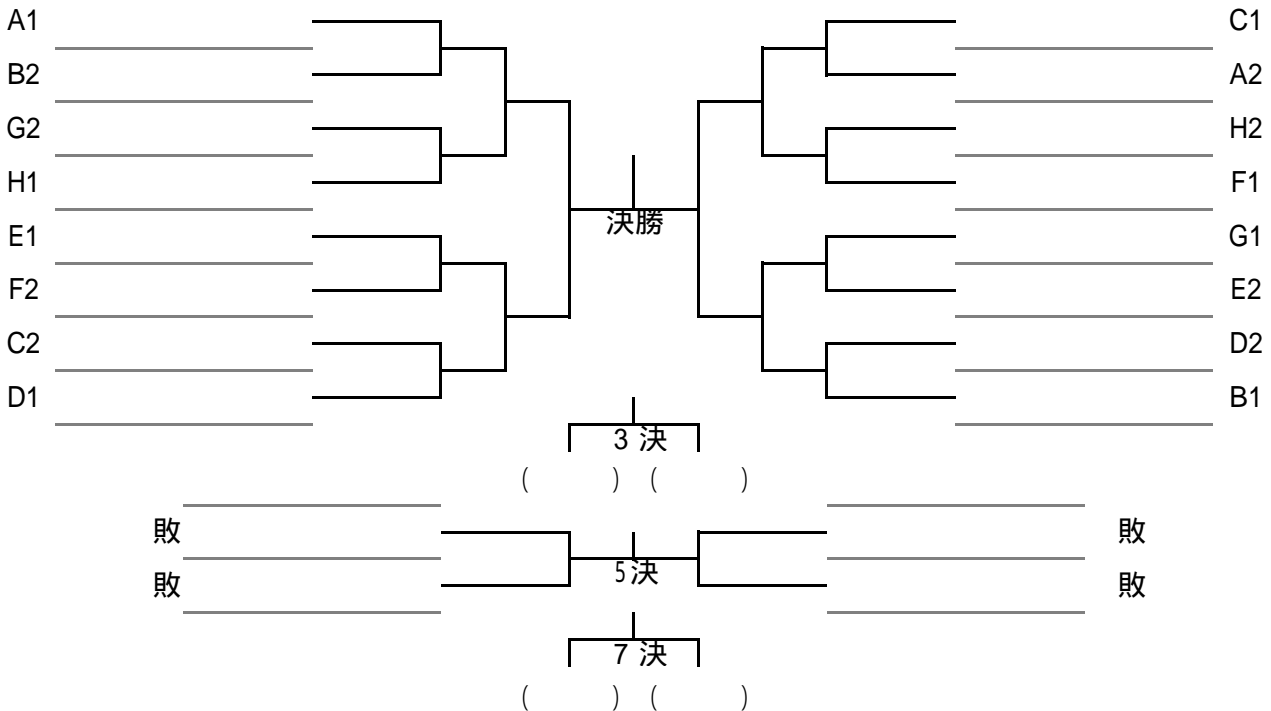 A1 C1
B2 A2
G2 H2
H1 F1
決勝
E1 G1
F2 E2
C2 D2
D1 B1
3 決
( ) ( )
敗 敗
5決
敗 敗
7 決
( ) ( )